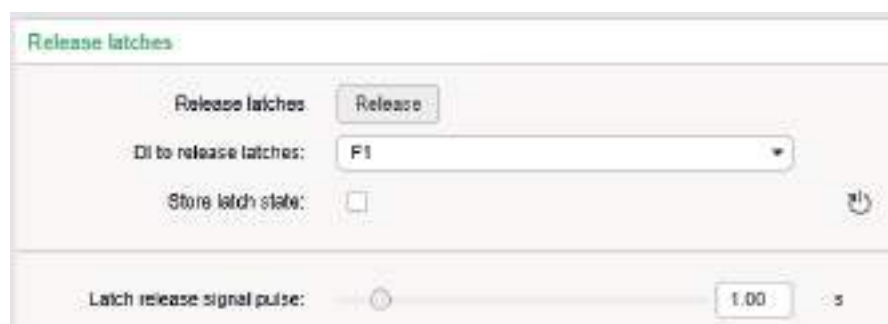 Release latches
Release latches Release
DI to release latches: F1
Store latch state:
Latch release signal pulse: 1.00 s